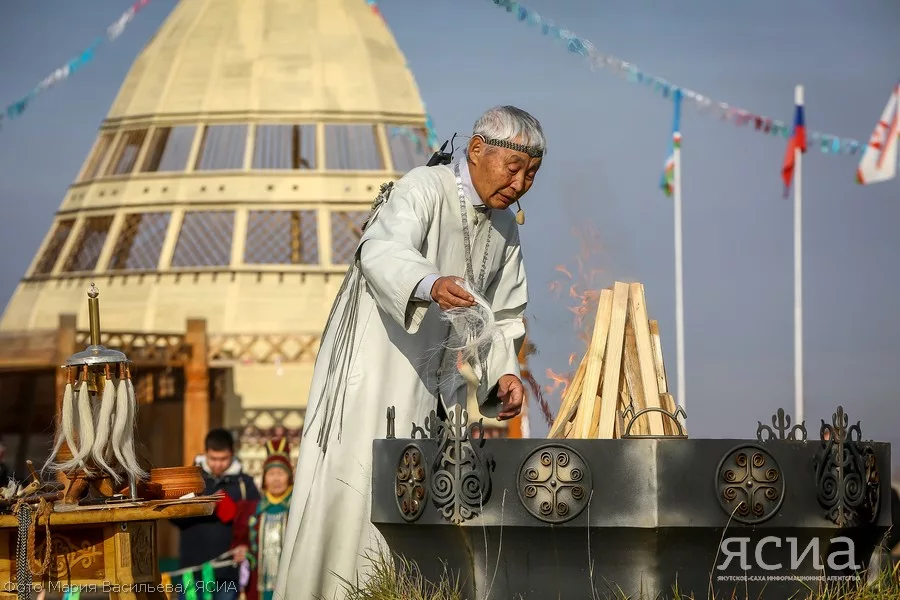 © Фото Мария Васильева/ ЯСИА
ЯСИА
ЯКУТСКОЕ-САХА ИНФОРМАЦИОННОЕ АГЕНТСТВО